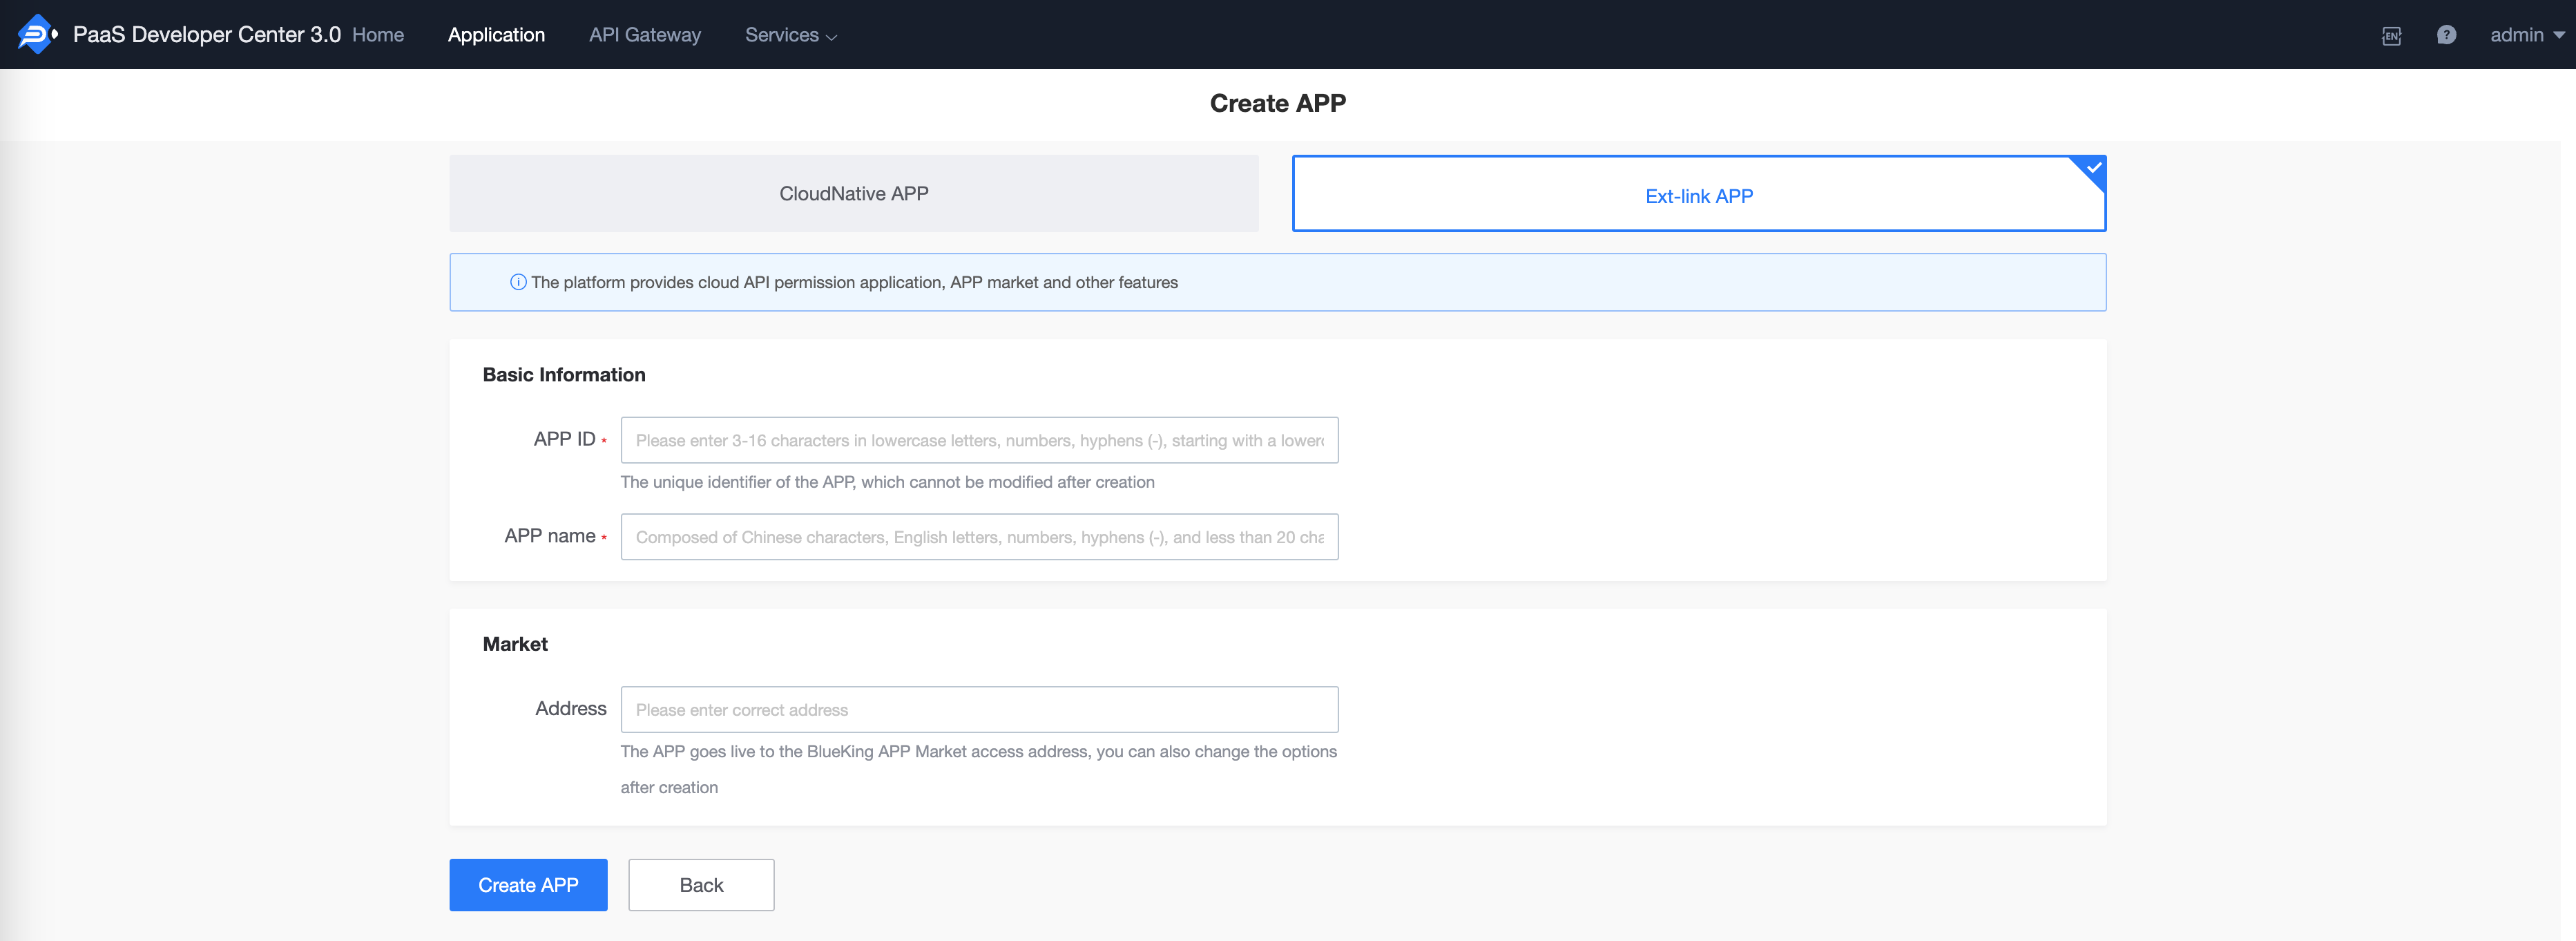 PaaS Developer Center 3.0 Home Application API Gateway Services EN ? admin
Create APP
CloudNative APP Ext-link APP
The platform provides cloud API permission application, APP market and other features
Basic Information
APP ID * Please enter 3-16 characters in lowercase letters, numbers, hyphens (-), starting with a lowerc
The unique identifier of the APP, which cannot be modified after creation
APP name * Composed of Chinese characters, English letters, numbers, hyphens (-), and less than 20 cha
Market
Address Please enter correct address
The APP goes live to the BlueKing APP Market access address, you can also change the options
after creation
Create APP Back